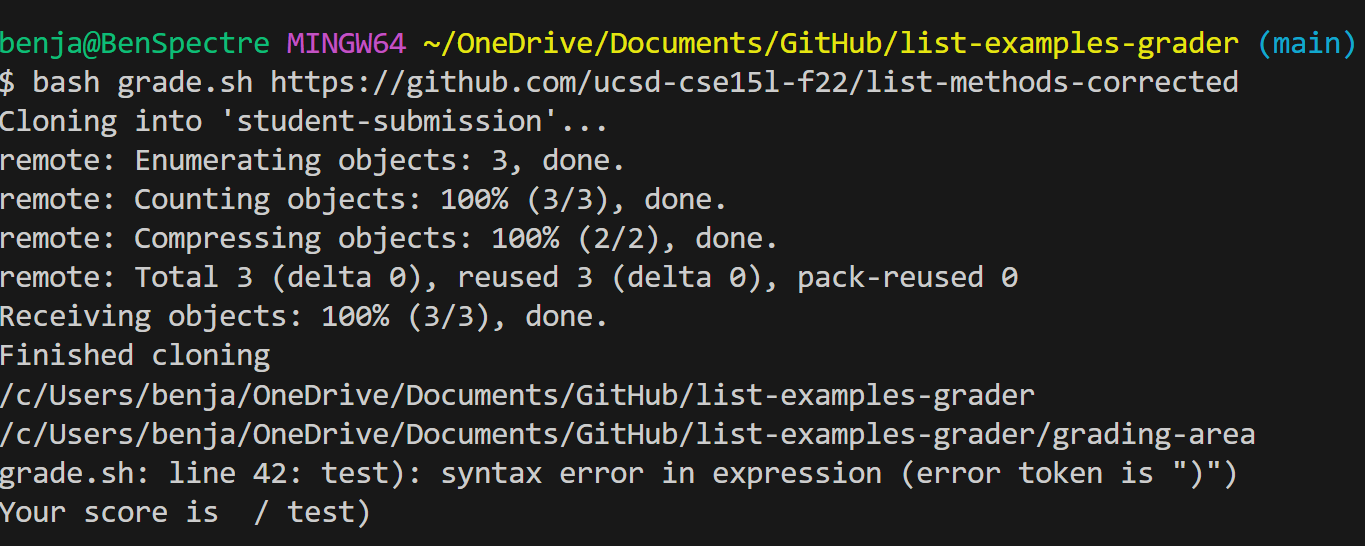 benja@BenSpectre MINGW64 ~/OneDrive/Documents/GitHub/list-examples-grader (main)
$ bash grade.sh https://github.com/ucsd-cse15l-f22/list-methods-corrected
Cloning into 'student-submission'...
remote: Enumerating objects: 3, done.
remote: Counting objects: 100% (3/3), done.
remote: Compressing objects: 100% (2/2), done.
remote: Total 3 (delta 0), reused 3 (delta 0), pack-reused 0
Receiving objects: 100% (3/3), done.
Finished cloning
/c/Users/benja/OneDrive/Documents/GitHub/list-examples-grader
/c/Users/benja/OneDrive/Documents/GitHub/list-examples-grader/grading-area
grade.sh: line 42: test): syntax error in expression (error token is ")")
Your score is  / test)